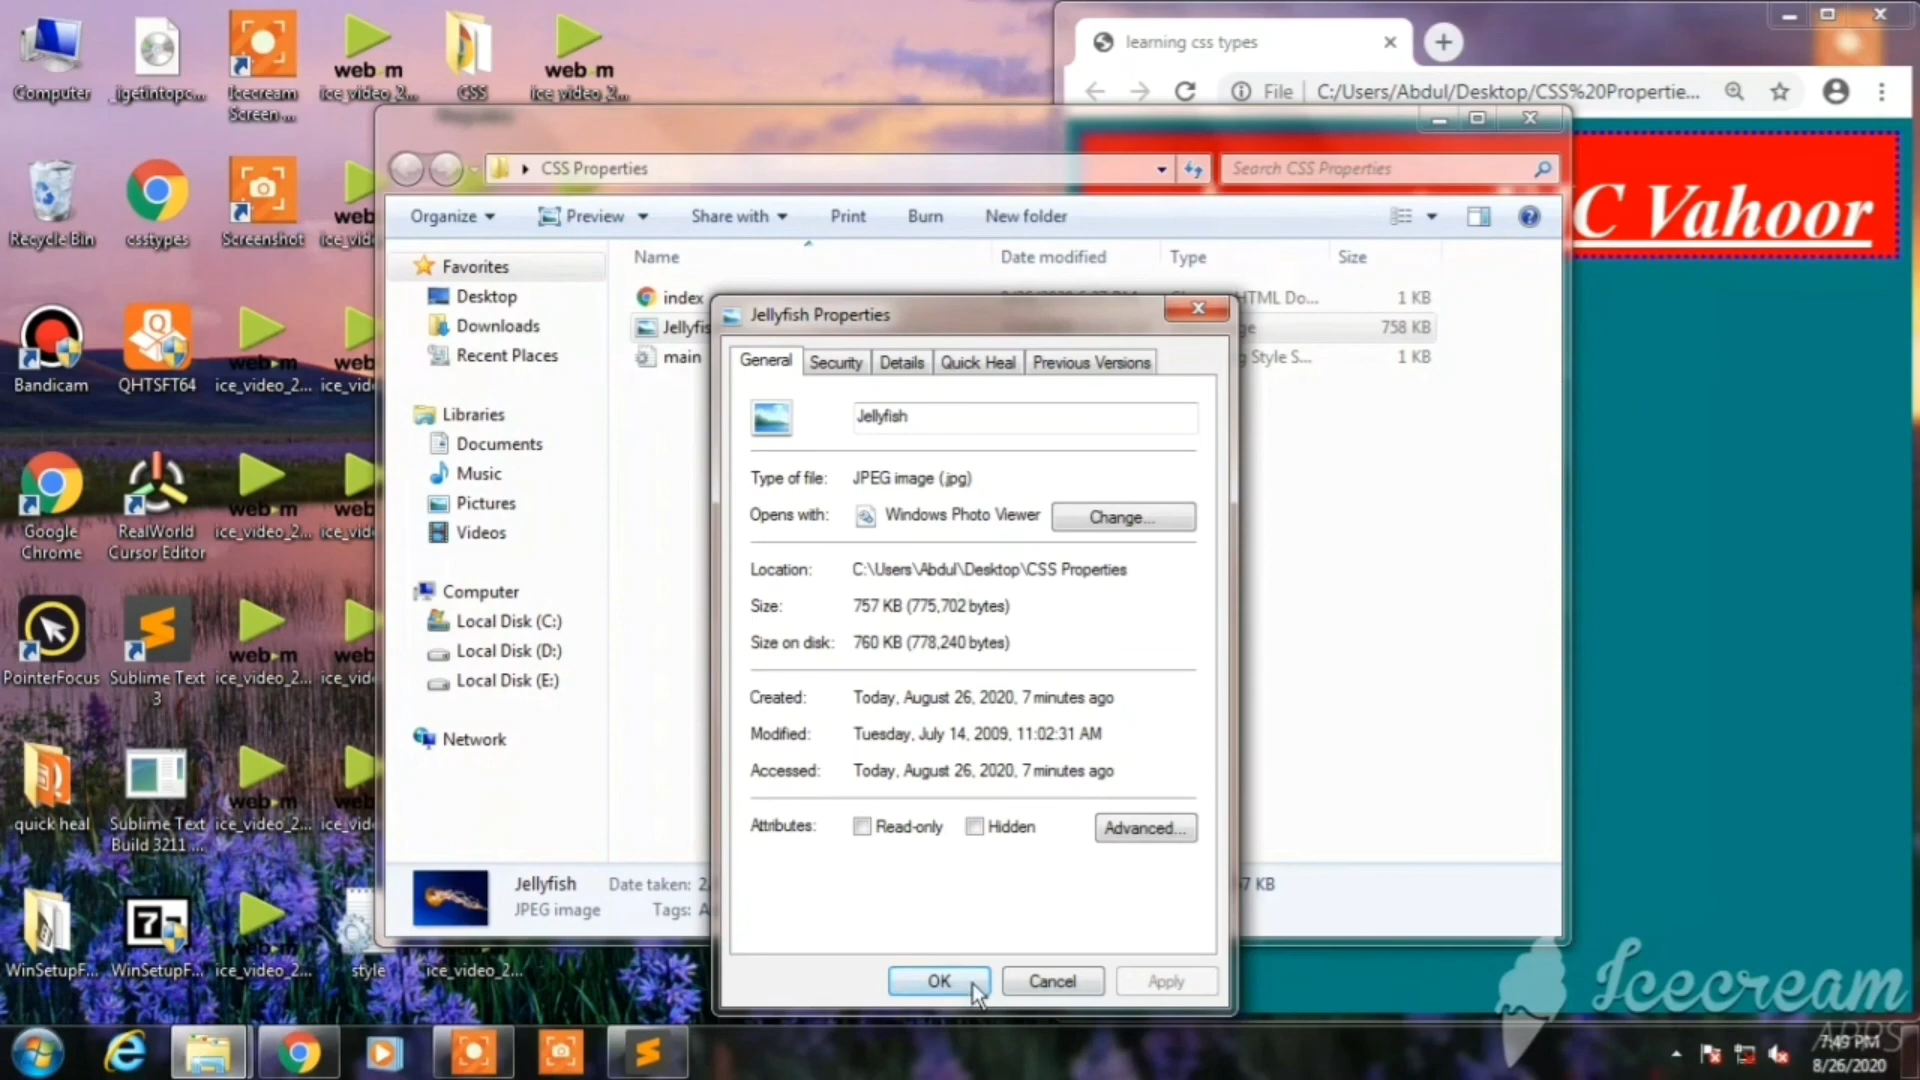 Computer
_igetintopc...
Icecream
Screen ...
web m
ice_video_2...
CSS
web m
ice_video_2...
Recycle Bin
csstypes
Screenshot
web
ice_vid
Bandicam
QHTSFT64
web m
ice_video_2...
web
ice_vid
Google
Chrome
RealWorld
Cursor Editor
web m
ice_video_2...
web
ice_vid
PointerFocus
Sublime Text
3
web m
ice_video_2...
web
ice_vid
quick heal
Sublime Text
Build 3211 ...
web m
ice_video_2...
web
ice_vid
WinSetupF...
WinSetupF...
ice_video_2...
style
ice_video_2...
learning css types
File
C:/Users/Abdul/Desktop/CSS%20Propertie...
C Vahoor
CSS Properties
Search CSS Properties
Organize
Preview
Share with
Print
Burn
New folder
Favorites
Desktop
Downloads
Recent Places
Libraries
Documents
Music
Pictures
Videos
Computer
Local Disk (C:)
Local Disk (D:)
Local Disk (E:)
Network
Name
Date modified
Type
Size
index
HTML Do...
1 KB
Jellyfis
ge
758 KB
main
g Style S...
1 KB
Jellyfish Properties
General
Security
Details
Quick Heal
Previous Versions
Jellyfish
Type of file:
JPEG image (.jpg)
Opens with:
Windows Photo Viewer
Change...
Location:
C:\Users\Abdul\Desktop\CSS Properties
Size:
757 KB (775,702 bytes)
Size on disk:
760 KB (778,240 bytes)
Created:
Today, August 26, 2020, 7 minutes ago
Modified:
Tuesday, July 14, 2009, 11:02:31 AM
Accessed:
Today, August 26, 2020, 7 minutes ago
Attributes:
Read-only
Hidden
Advanced...
OK
Cancel
Apply
Jellyfish
Date taken: 2
7 KB
JPEG image
Tags: A
Icecream
APPS
7:49 PM
8/26/2020